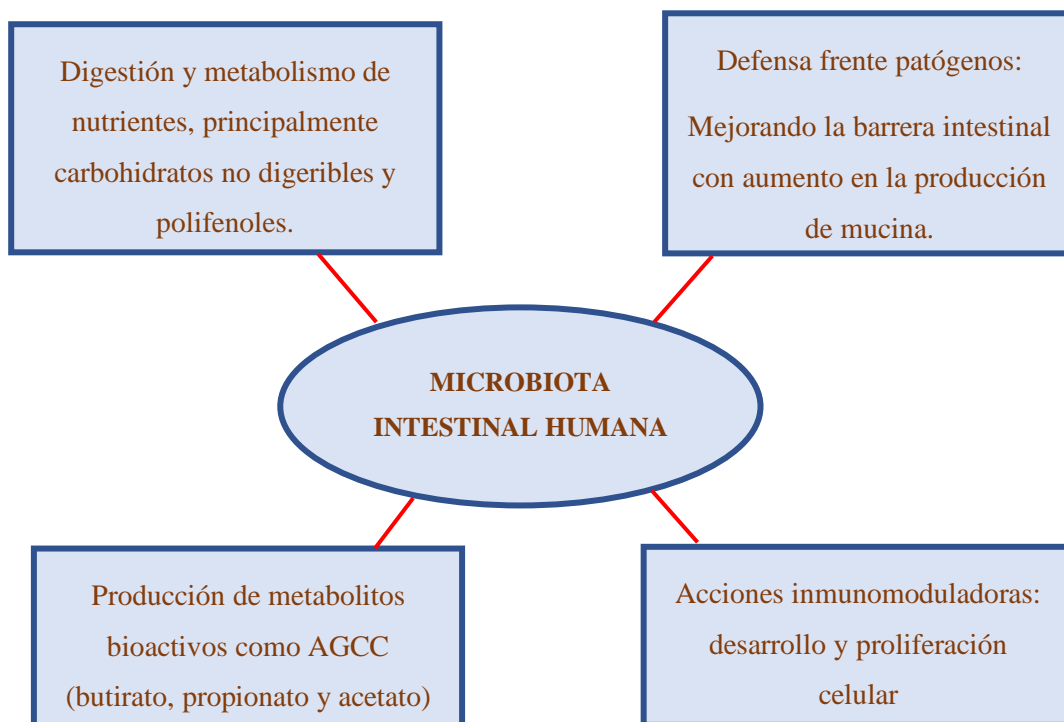 Digestión y metabolismo de
nutrientes, principalmente
carbohidratos no digeribles y
polifenoles.
Defensa frente patógenos:
Mejorando la barrera intestinal
con aumento en la producción
de mucina.
MICROBIOTA
INTESTINAL HUMANA
Producción de metabolitos
bioactivos como AGCC
(butirato, propionato y acetato)
Acciones inmunomoduladoras:
desarrollo y proliferación
celular